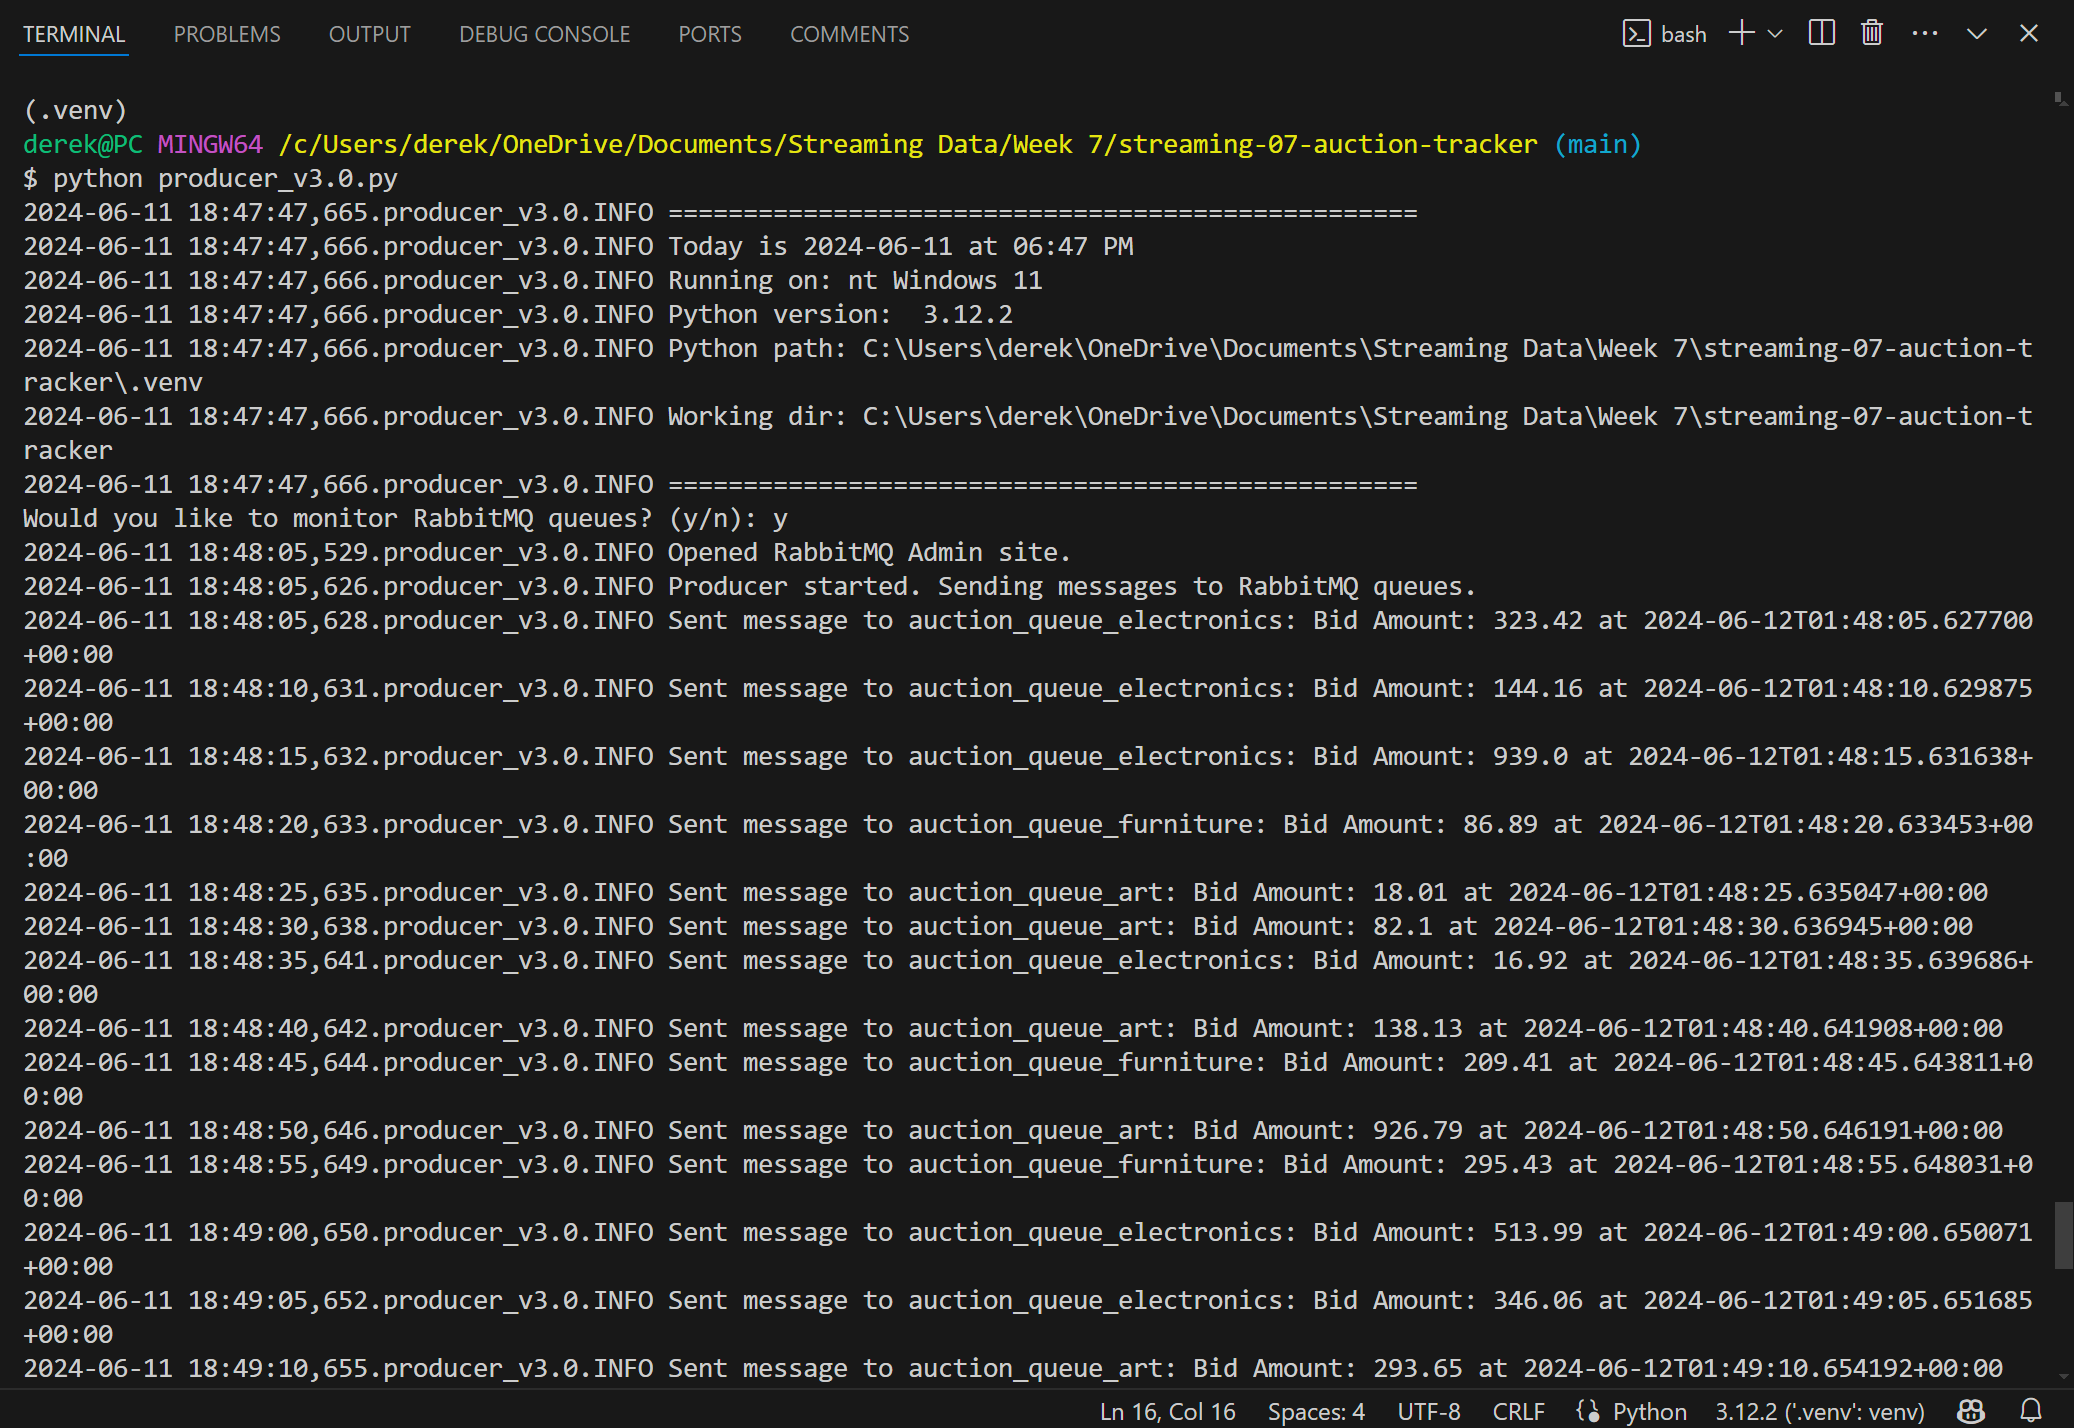 TERMINAL PROBLEMS OUTPUT DEBUG CONSOLE PORTS COMMENTS bash
(.venv)
derek@PC MINGW64 /c/Users/derek/OneDrive/Documents/Streaming Data/Week 7/streaming-07-auction-tracker (main)
$ python producer_v3.0.py
2024-06-11 18:47:47,665.producer_v3.0.INFO ==================================================
2024-06-11 18:47:47,666.producer_v3.0.INFO Today is 2024-06-11 at 06:47 PM
2024-06-11 18:47:47,666.producer_v3.0.INFO Running on: nt Windows 11
2024-06-11 18:47:47,666.producer_v3.0.INFO Python version:  3.12.2
2024-06-11 18:47:47,666.producer_v3.0.INFO Python path: C:\Users\derek\OneDrive\Documents\Streaming Data\Week 7\streaming-07-auction-t
racker\.venv
2024-06-11 18:47:47,666.producer_v3.0.INFO Working dir: C:\Users\derek\OneDrive\Documents\Streaming Data\Week 7\streaming-07-auction-t
racker
2024-06-11 18:47:47,666.producer_v3.0.INFO ==================================================
Would you like to monitor RabbitMQ queues? (y/n): y
2024-06-11 18:48:05,529.producer_v3.0.INFO Opened RabbitMQ Admin site.
2024-06-11 18:48:05,626.producer_v3.0.INFO Producer started. Sending messages to RabbitMQ queues.
2024-06-11 18:48:05,628.producer_v3.0.INFO Sent message to auction_queue_electronics: Bid Amount: 323.42 at 2024-06-12T01:48:05.627700
+00:00
2024-06-11 18:48:10,631.producer_v3.0.INFO Sent message to auction_queue_electronics: Bid Amount: 144.16 at 2024-06-12T01:48:10.629875
+00:00
2024-06-11 18:48:15,632.producer_v3.0.INFO Sent message to auction_queue_electronics: Bid Amount: 939.0 at 2024-06-12T01:48:15.631638+
00:00
2024-06-11 18:48:20,633.producer_v3.0.INFO Sent message to auction_queue_furniture: Bid Amount: 86.89 at 2024-06-12T01:48:20.633453+00
:00
2024-06-11 18:48:25,635.producer_v3.0.INFO Sent message to auction_queue_art: Bid Amount: 18.01 at 2024-06-12T01:48:25.635047+00:00
2024-06-11 18:48:30,638.producer_v3.0.INFO Sent message to auction_queue_art: Bid Amount: 82.1 at 2024-06-12T01:48:30.636945+00:00
2024-06-11 18:48:35,641.producer_v3.0.INFO Sent message to auction_queue_electronics: Bid Amount: 16.92 at 2024-06-12T01:48:35.639686+
00:00
2024-06-11 18:48:40,642.producer_v3.0.INFO Sent message to auction_queue_art: Bid Amount: 138.13 at 2024-06-12T01:48:40.641908+00:00
2024-06-11 18:48:45,644.producer_v3.0.INFO Sent message to auction_queue_furniture: Bid Amount: 209.41 at 2024-06-12T01:48:45.643811+0
0:00
2024-06-11 18:48:50,646.producer_v3.0.INFO Sent message to auction_queue_art: Bid Amount: 926.79 at 2024-06-12T01:48:50.646191+00:00
2024-06-11 18:48:55,649.producer_v3.0.INFO Sent message to auction_queue_furniture: Bid Amount: 295.43 at 2024-06-12T01:48:55.648031+0
0:00
2024-06-11 18:49:00,650.producer_v3.0.INFO Sent message to auction_queue_electronics: Bid Amount: 513.99 at 2024-06-12T01:49:00.650071
+00:00
2024-06-11 18:49:05,652.producer_v3.0.INFO Sent message to auction_queue_electronics: Bid Amount: 346.06 at 2024-06-12T01:49:05.651685
+00:00
2024-06-11 18:49:10,655.producer_v3.0.INFO Sent message to auction_queue_art: Bid Amount: 293.65 at 2024-06-12T01:49:10.654192+00:00
Ln 16, Col 16 Spaces: 4 UTF-8 CRLF Python 3.12.2 ('.venv': venv)